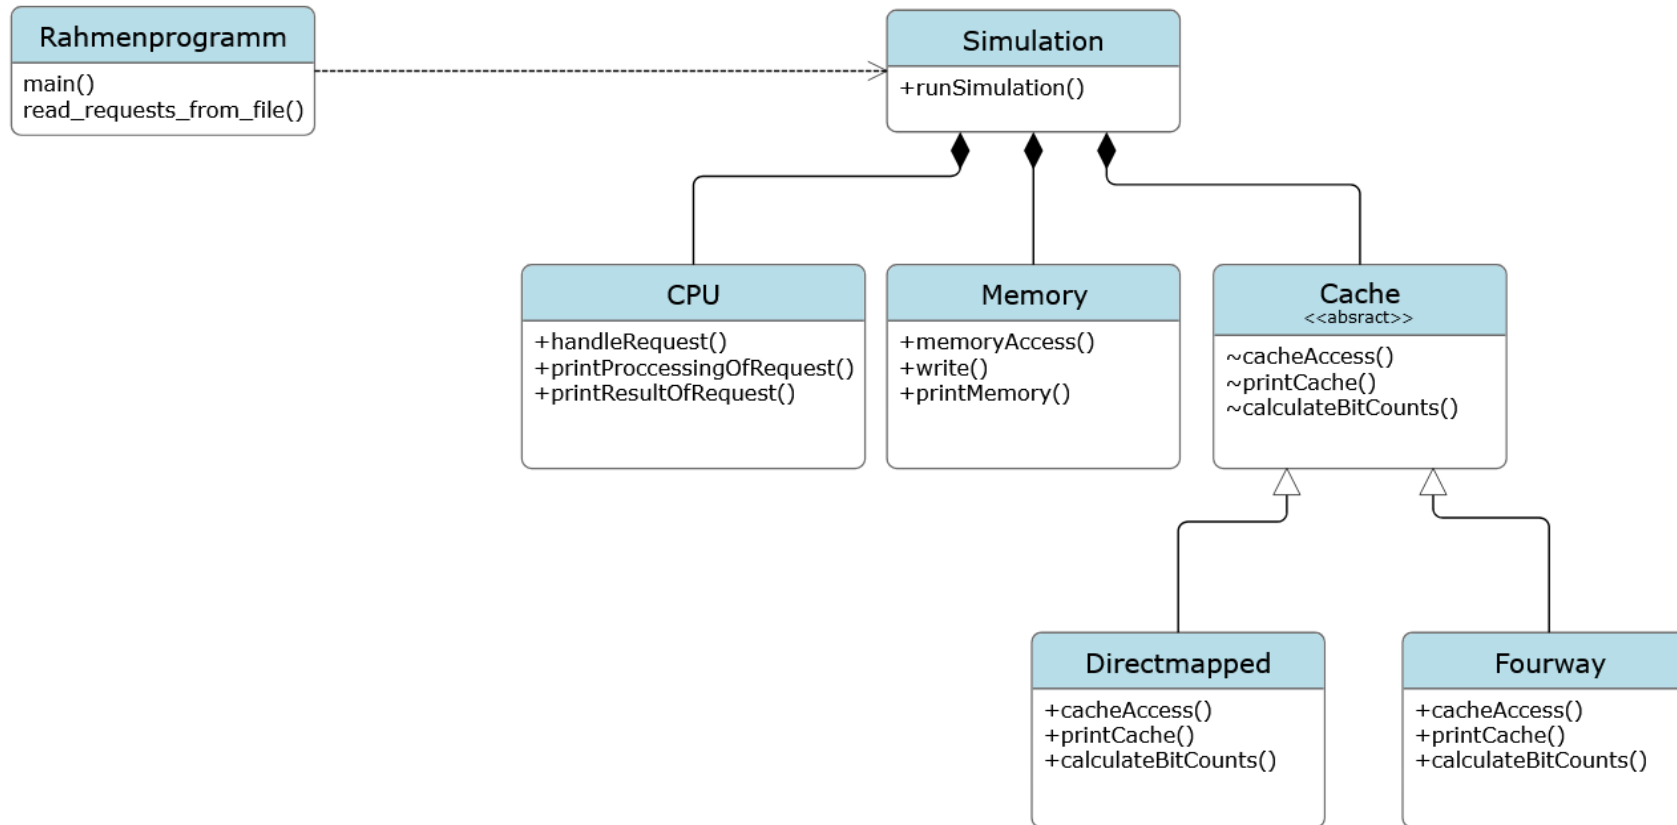 Rahmenprogramm
main()
read_requests_from_file()
Simulation
+runSimulation()
CPU
+handleRequest()
+printProccessingOfRequest()
+printResultOfRequest()
Memory
+memoryAccess()
+write()
+printMemory()
Cache
<<absract>>
~cacheAccess()
~printCache()
~calculateBitCounts()
Directmapped
+cacheAccess()
+printCache()
+calculateBitCounts()
Fourway
+cacheAccess()
+printCache()
+calculateBitCounts()